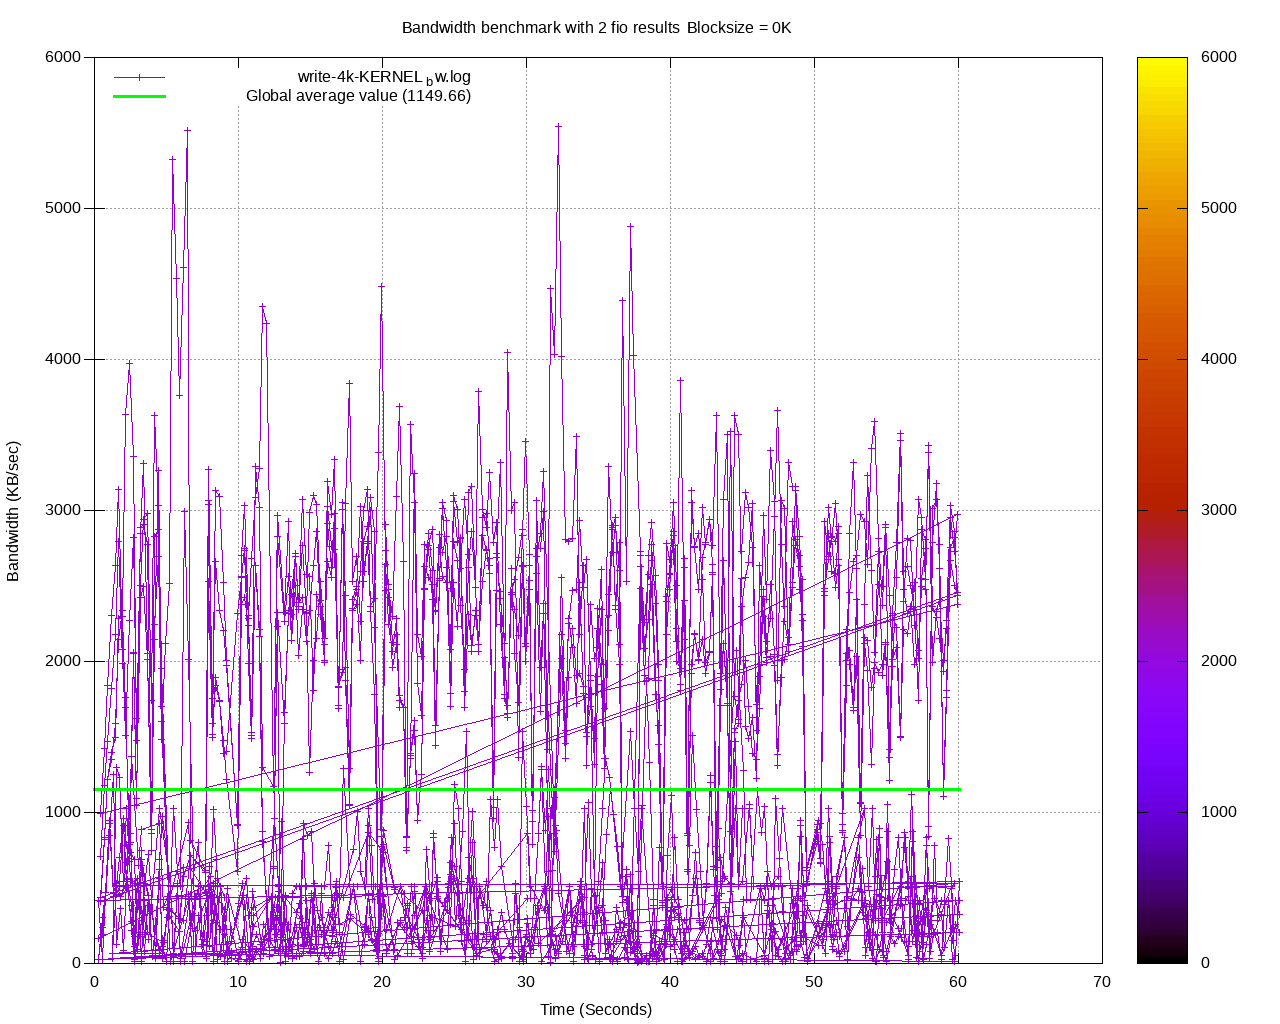 Bandwidth benchmark with 2 fio results Blocksize = 0K
write-4k-KERNEL_bw.log
Global average value (1149.66)
Bandwidth (KB/sec)
6000
5000
4000
3000
2000
1000
0
0 10 20 30 40 50 60 70
Time (Seconds)
6000
5000
4000
3000
2000
1000
0